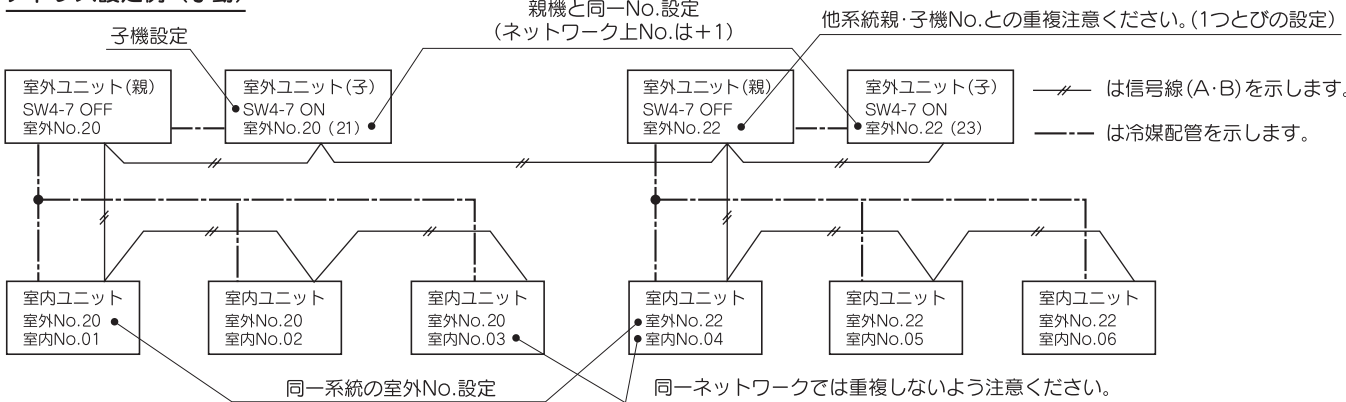 アドレス設定例（手動）
親機と同一No.設定
（ネットワーク上No.は＋1）
他系統親・子機No.との重複注意ください。（1つとびの設定）
子機設定
室外ユニット（親）
SW4-7 OFF
室外No.20
室外ユニット（子）
SW4-7 ON
室外No.20（21）
室外ユニット（親）
SW4-7 OFF
室外No.22
室外ユニット（子）
SW4-7 ON
室外No.22（23）
は信号線（A・B）を示します。
は冷媒配管を示します。
室内ユニット
室外No.20
室内No.01
室内ユニット
室外No.20
室内No.02
室内ユニット
室外No.20
室内No.03
室内ユニット
室外No.22
室内No.04
室内ユニット
室外No.22
室内No.05
室内ユニット
室外No.22
室内No.06
同一系統の室外No.設定
同一ネットワークでは重複しないよう注意ください。